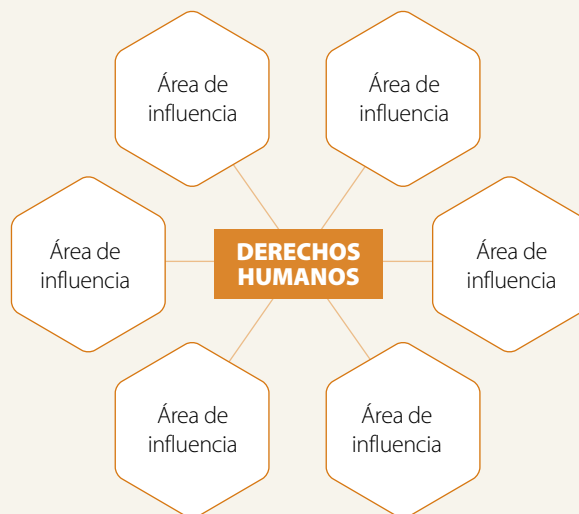 Área de
influencia
Área de
influencia
Área de
influencia
DERECHOS
HUMANOS
Área de
influencia
Área de
influencia
Área de
influencia